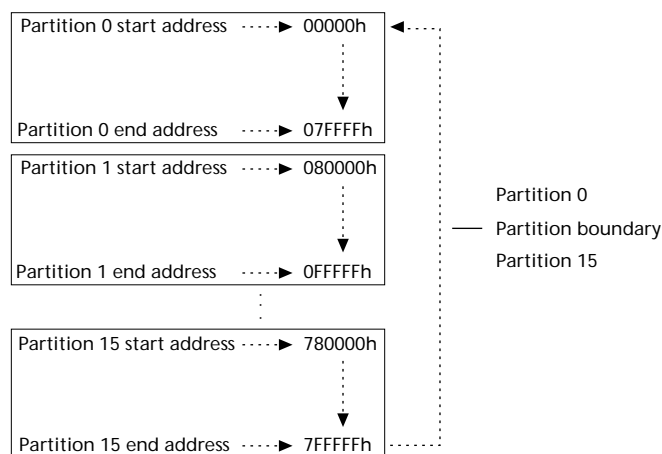 Partition 0 start address 00000h
Partition 0 end address 07FFFFh
Partition 1 start address 080000h
Partition 1 end address 0FFFFFh
Partition 15 start address 780000h
Partition 15 end address 7FFFFFh
Partition 0
Partition boundary
Partition 15